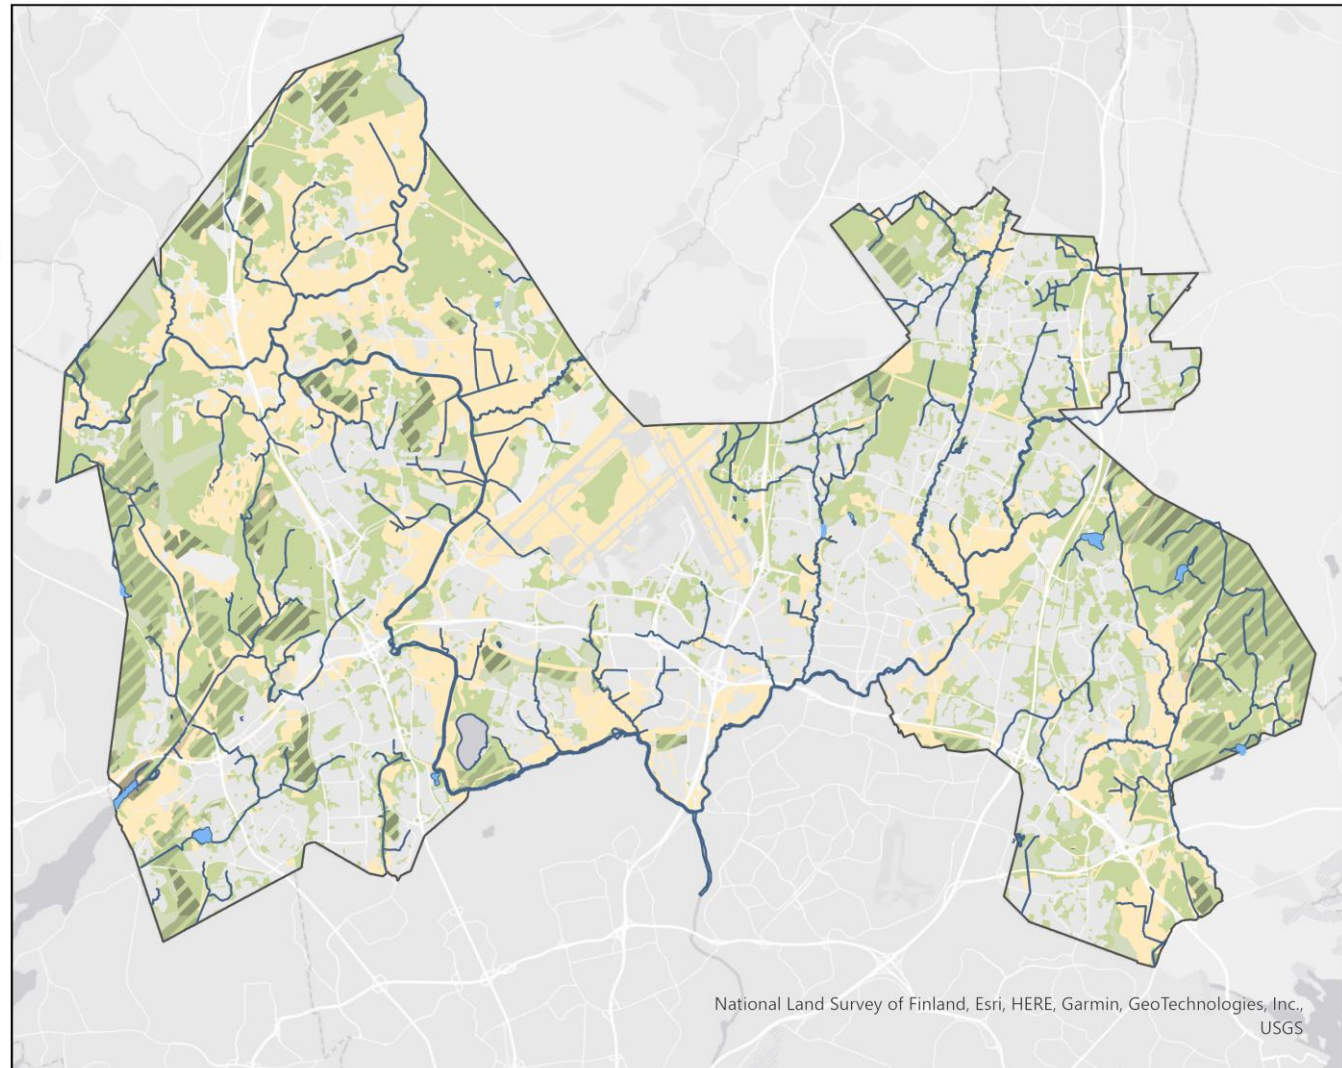 National Land Survey of Finland, Esri, HERE, Garmin, GeoTechnologies, Inc.,
USGS